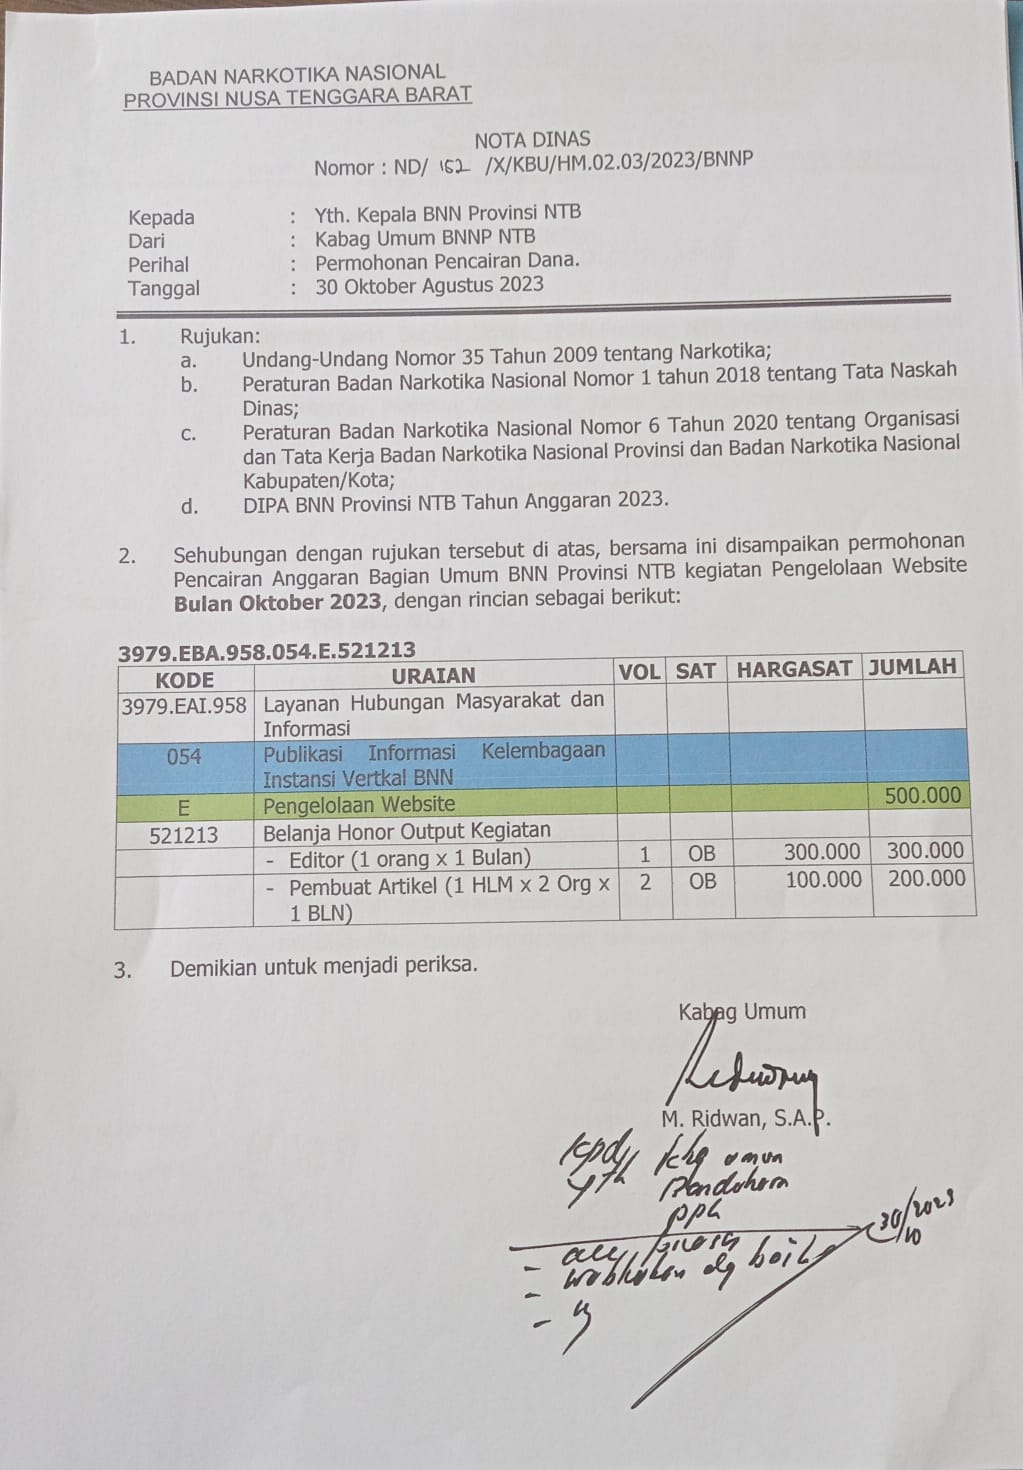 BADAN NARKOTIKA NASIONAL
PROVINSI NUSA TENGGARA BARAT
NOTA DINAS
Nomor : ND/ 152 /X/KBU/HM.02.03/2023/BNNP
Kepada : Yth. Kepala BNN Provinsi NTB
Dari : Kabag Umum BNNP NTB
Perihal : Permohonan Pencairan Dana.
Tanggal : 30 Oktober Agustus 2023
1. Rujukan:
a. Undang-Undang Nomor 35 Tahun 2009 tentang Narkotika;
b. Peraturan Badan Narkotika Nasional Nomor 1 tahun 2018 tentang Tata Naskah
Dinas;
c. Peraturan Badan Narkotika Nasional Nomor 6 Tahun 2020 tentang Organisasi
dan Tata Kerja Badan Narkotika Nasional Provinsi dan Badan Narkotika Nasional
Kabupaten/Kota;
d. DIPA BNN Provinsi NTB Tahun Anggaran 2023.
2. Sehubungan dengan rujukan tersebut di atas, bersama ini disampaikan permohonan
Pencairan Anggaran Bagian Umum BNN Provinsi NTB kegiatan Pengelolaan Website
Bulan Oktober 2023, dengan rincian sebagai berikut:
3979.EBA.958.054.E.521213
KODE URAIAN VOL SAT HARGASAT JUMLAH
3979.EAI.958 Layanan Hubungan Masyarakat dan
Informasi
054 Publikasi Informasi Kelembagaan
Instansi Vertkal BNN
E Pengelolaan Website 500.000
521213 Belanja Honor Output Kegiatan
- Editor (1 orang x 1 Bulan) 1 OB 300.000 300.000
- Pembuat Artikel (1 HLM x 2 Org x 2 OB 100.000 200.000
1 BLN)
3. Demikian untuk menjadi periksa.
Kabag Umum
M. Ridwan, S.A.P.
umum
Yth
30/10 2023